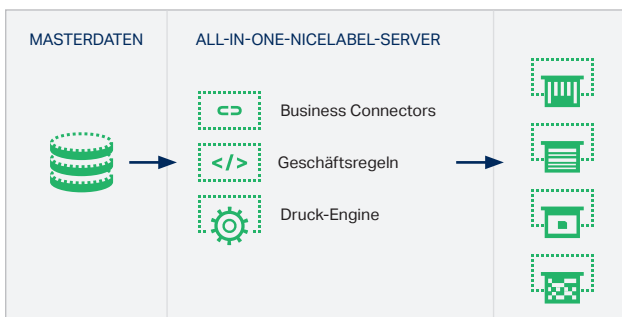 MASTERDATEN
ALL-IN-ONE-NICELABEL-SERVER
Business Connectors
</>
Geschäftsregeln
Druck-Engine